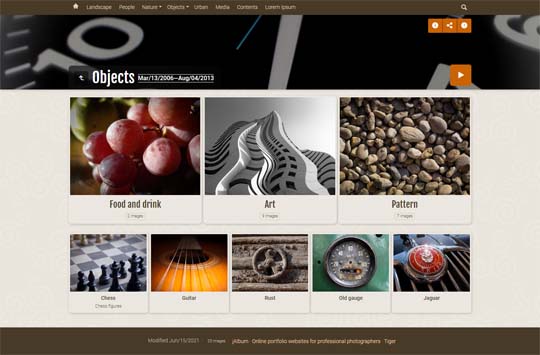 Landscape People Nature Objects Urban Media Contents Lorem Ipsum
Objects Mar/13/2006—Aug/04/2013
Food and drink Art Pattern
2 images 9 images 7 images
Chess Guitar Rust Old gauge Jaguar
Chess figures
Modified Jun/15/2021 23 images jAlbum · Online portfolio websites for professional photographers · Tiger